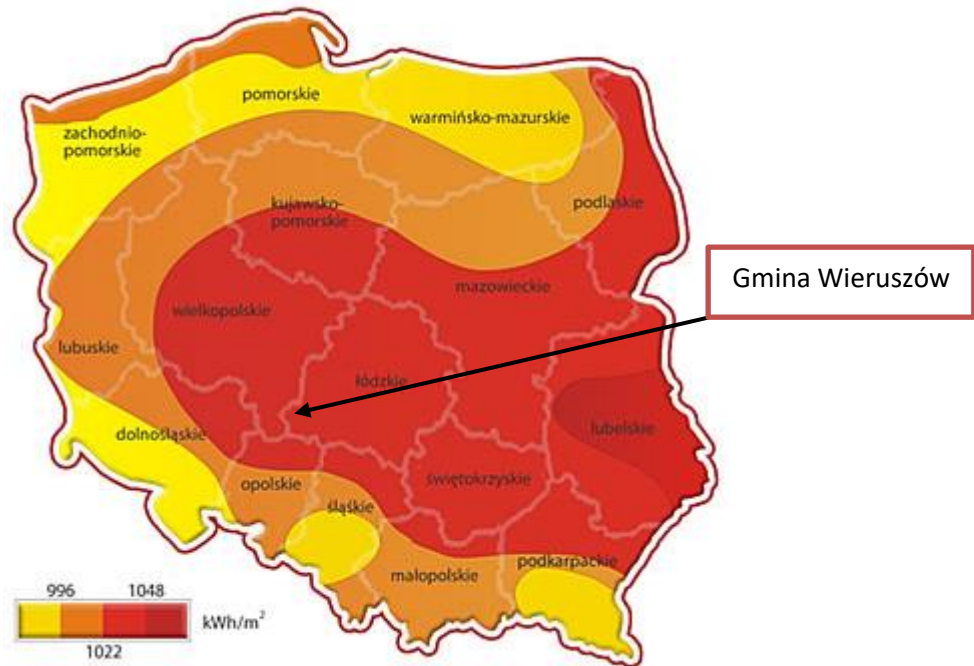 pomorskie
warmińsko-mazurskie
zachodnio-
pomorskie
kujawsko-
pomorskie
podlaskie
Gmina Wieruszów
mazowieckie
wielkopolskie
lubuskie
łódzkie
dolnośląskie
lubelskie
opolskie
świętokrzyskie
śląśkie
podkarpackie
małopolskie
996 1048
kWh/m²
1022